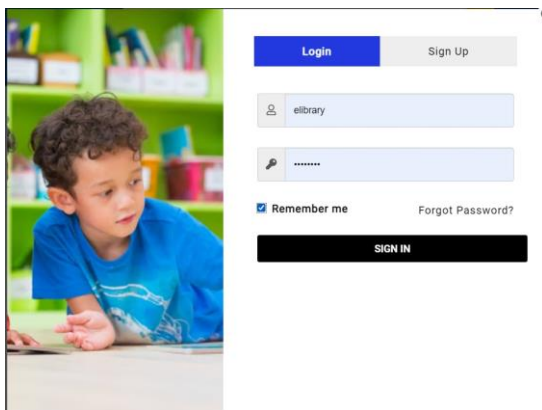 Login Sign Up
elibrary
••••••••
Remember me Forgot Password?
SIGN IN